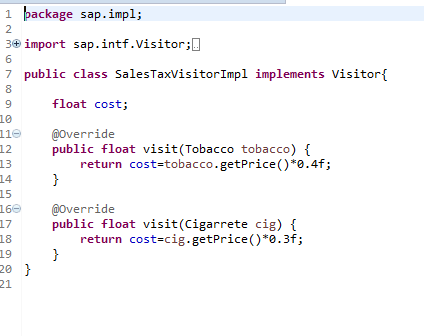 1 package sap.impl;
2
3 import sap.intf.Visitor;
6
7 public class SalesTaxVisitorImpl implements Visitor{
8
9 float cost;
10
11 @Override
12 public float visit(Tobacco tobacco) {
13 return cost=tobacco.getPrice()*0.4f;
14 }
15
16 @Override
17 public float visit(Cigarrete cig) {
18 return cost=cig.getPrice()*0.3f;
19 }
20 }
21